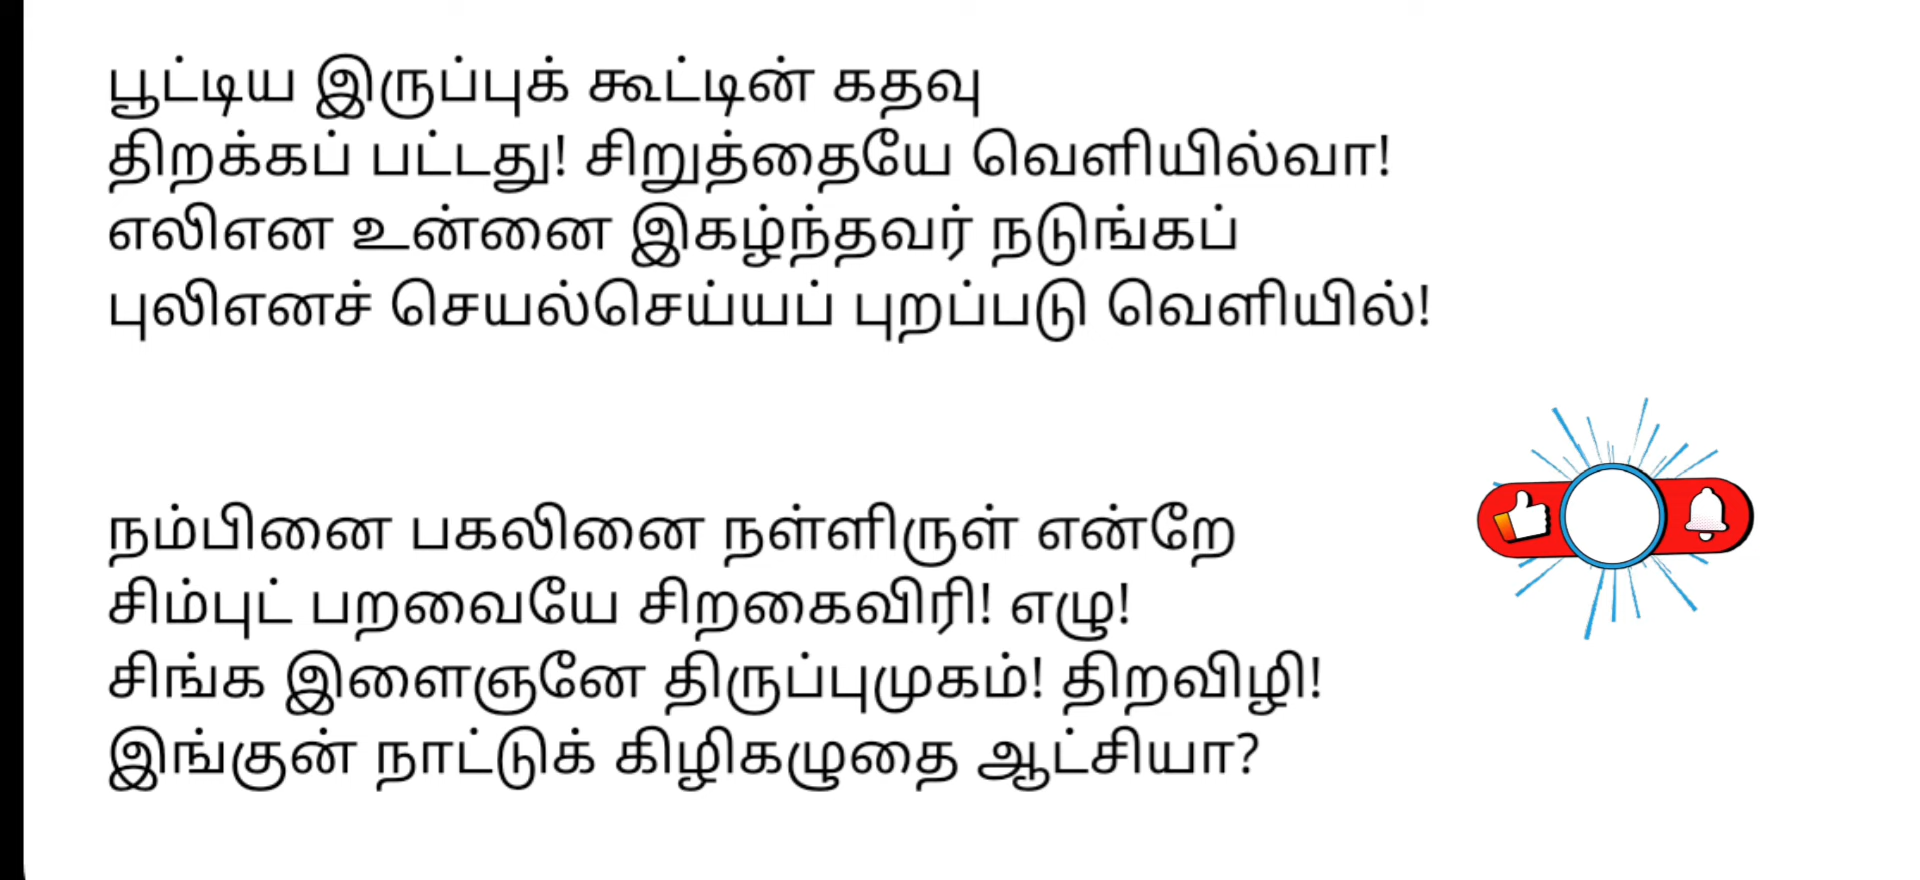 பூட்டிய இருப்புக் கூட்டின் கதவு
திறக்கப் பட்டது! சிறுத்தையே வெளியில்வா!
எலிஎன உன்னை இகழ்ந்தவர் நடுங்கப்
புலிஎனச் செயல்செய்யப் புறப்படு வெளியில்!
நம்பினை பகலினை நள்ளிருள் என்றே
சிம்புட் பறவையே சிறகைவிரி! எழு!
சிங்க இளைஞனே திருப்புமுகம்! திறவிழி!
இங்குன் நாட்டுக் கிழிகழுதை ஆட்சியா?